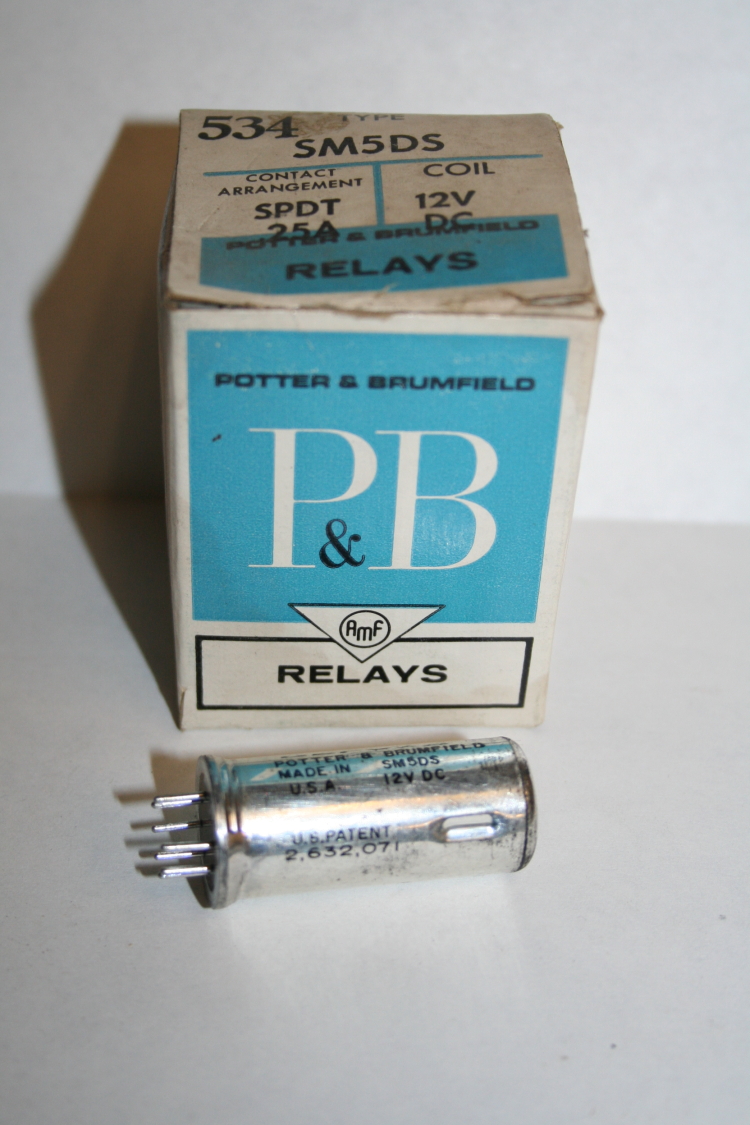 534 TYPE
SM5DS
CONTACT ARRANGEMENT
COIL
SPDT
12V
25A
DC
POTTER & BRUMFIELD
RELAYS
POTTER & BRUMFIELD
P&B
AMF
RELAYS
POTTER & BRUMFIELD
MADE IN SM5DS
U.S.A 12V DC
U.S. PATENT
2,632,071